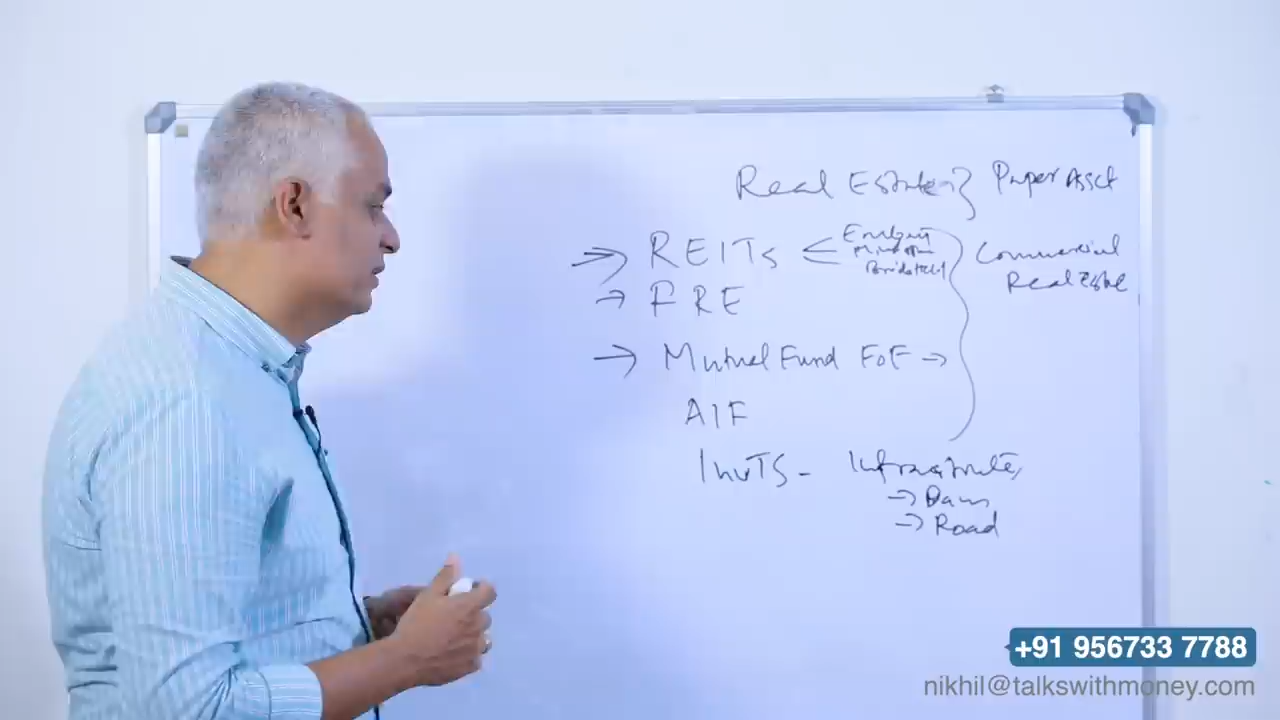 Real Estate } Paper Asset
→ REITs < Embassy
Mindspace
Brookfield
Commercial
Real Estate
→ FRE
→ Mutual Fund FoF →
AIF
InvTS - Infrastructure
→ Dam
→ Road
+91 956733 7788
nikhil@talkswithmoney.com